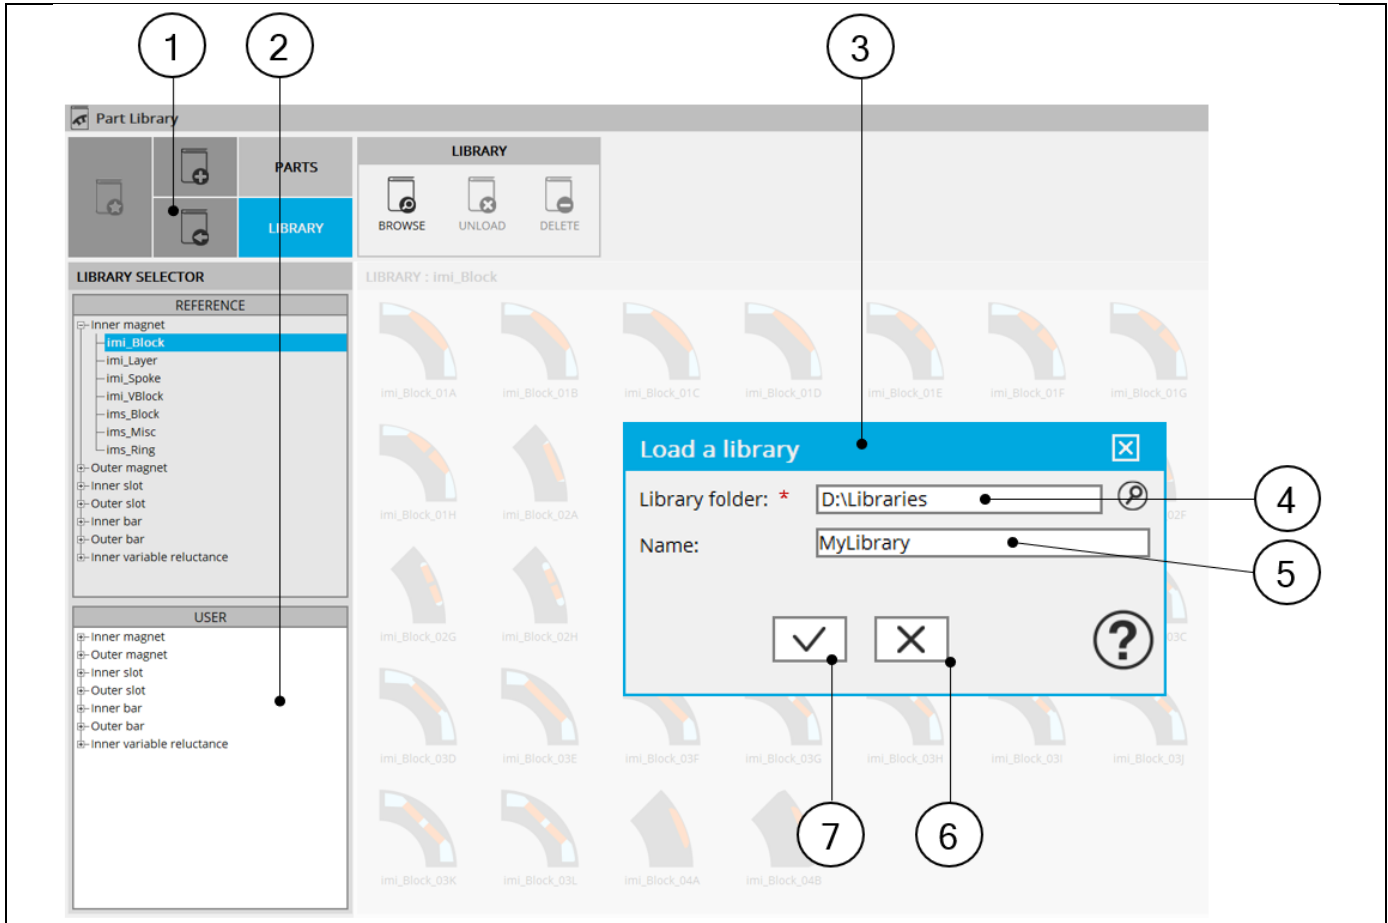 1 2 3
Part Library
PARTS
LIBRARY
LIBRARY
BROWSE UNLOAD DELETE
LIBRARY SELECTOR
REFERENCE
Inner magnet
imi_Block
imi_Layer
imi_Spoke
imi_VBlock
ims_Block
ims_Misc
ims_Ring
Outer magnet
Inner slot
Outer slot
Inner bar
Outer bar
Inner variable reluctance
USER
Inner magnet
Outer magnet
Inner slot
Outer slot
Inner bar
Outer bar
Inner variable reluctance
LIBRARY : imi_Block
imi_Block_01A imi_Block_01B imi_Block_01C imi_Block_01D imi_Block_01E imi_Block_01F imi_Block_01G
imi_Block_01H imi_Block_02A 02F
imi_Block_02G imi_Block_02H 03C
imi_Block_03D imi_Block_03E imi_Block_03F imi_Block_03G imi_Block_03H imi_Block_03I imi_Block_03J
imi_Block_03K imi_Block_03L imi_Block_04A imi_Block_04B
Load a library
Library folder: * D:\Libraries
Name: MyLibrary
?
4
5
7 6